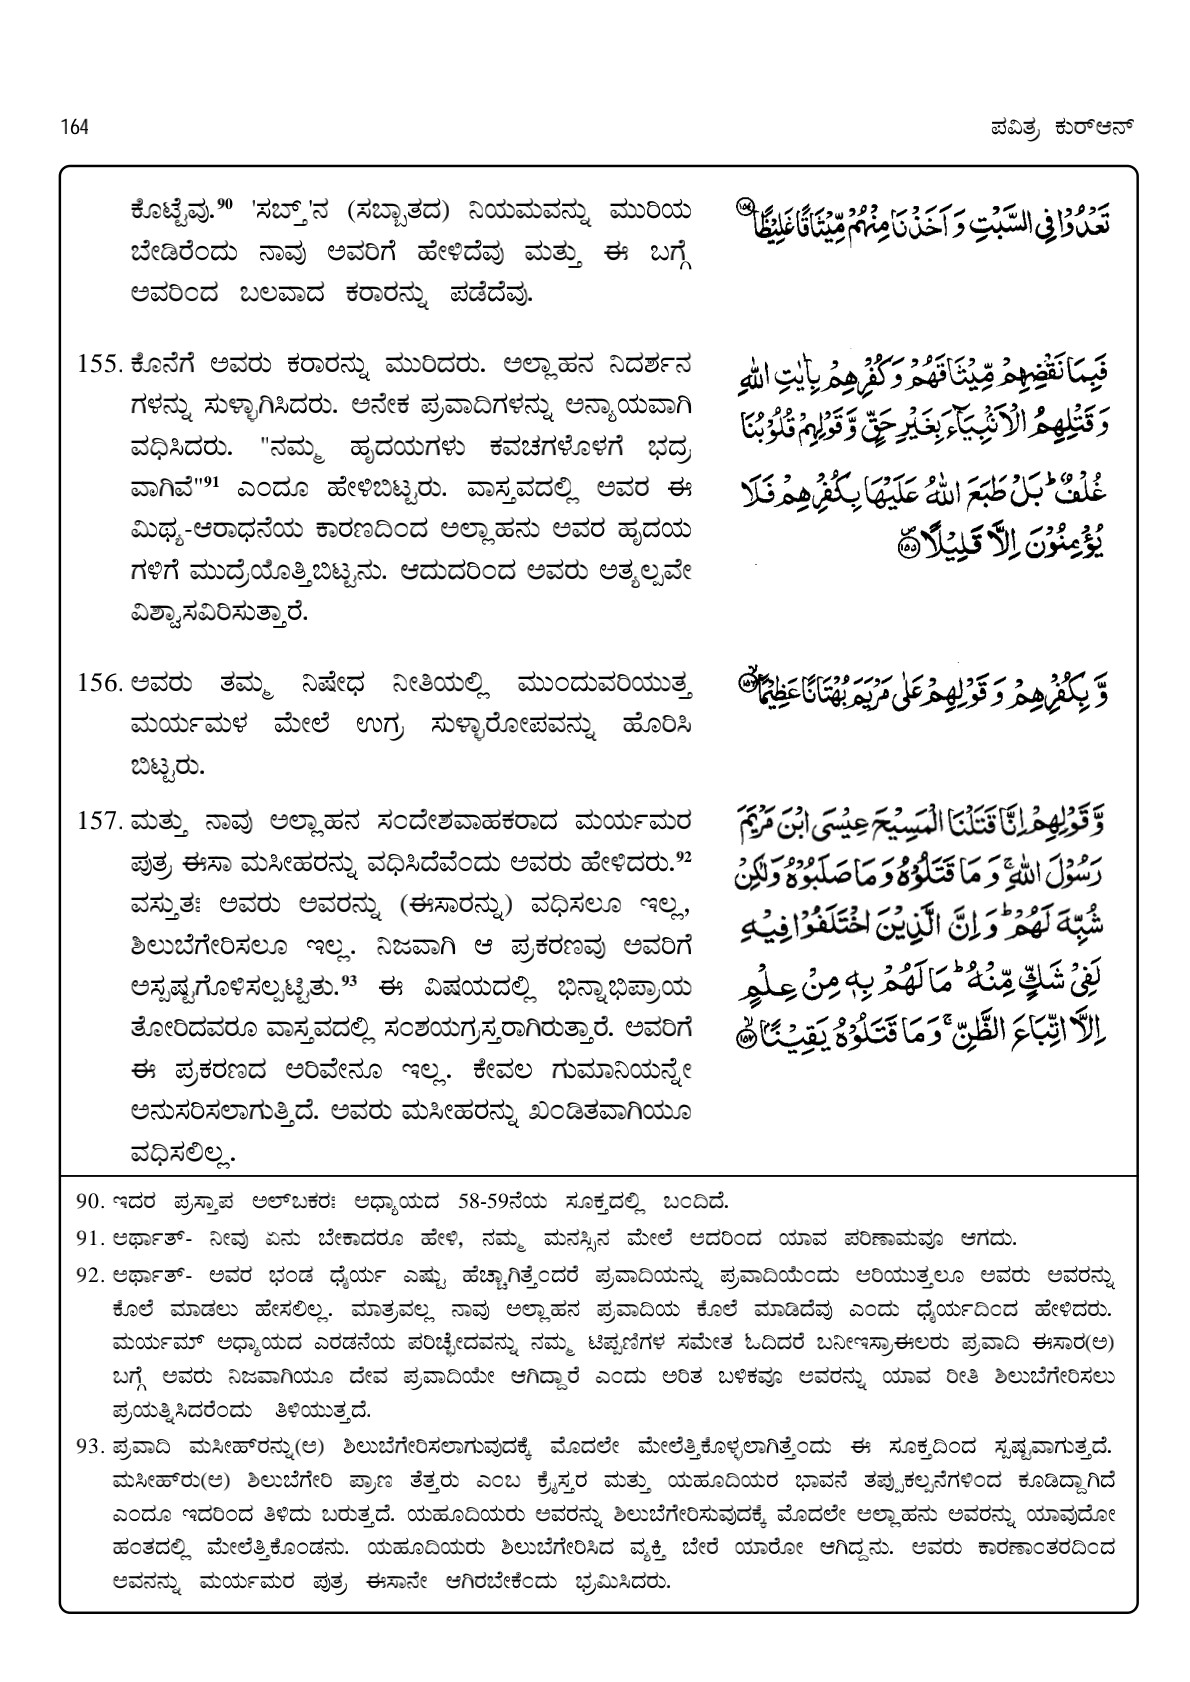 164
ಪವಿತ್ರ ಕುರ್‌ಆನ್
ಕೊಟ್ಟೆವು.⁹⁰ 'ಸಬ್ತ್'ನ (ಸಬ್ಬಾತದ) ನಿಯಮವನ್ನು ಮುರಿಯ
ಬೇಡಿರೆಂದು ನಾವು ಅವರಿಗೆ ಹೇಳಿದೆವು ಮತ್ತು ಈ ಬಗ್ಗೆ
ಅವರಿಂದ ಬಲವಾದ ಕರಾರನ್ನು ಪಡೆದೆವು.
تَعْدُوْا فِي السَّبْتِ وَ اَخَذْنَا مِنْهُمْ مِّيْثَاقًا غَلِيْظًا ﴿۱۵۴﴾
155. ಕೊನೆಗೆ ಅವರು ಕರಾರನ್ನು ಮುರಿದರು. ಅಲ್ಲಾಹನ ನಿದರ್ಶನ
ಗಳನ್ನು ಸುಳ್ಳಾಗಿಸಿದರು. ಅನೇಕ ಪ್ರವಾದಿಗಳನ್ನು ಅನ್ಯಾಯವಾಗಿ
ವಧಿಸಿದರು. "ನಮ್ಮ ಹೃದಯಗಳು ಕವಚಗಳೊಳಗೆ ಭದ್ರ
ವಾಗಿವೆ"⁹¹ ಎಂದೂ ಹೇಳಿಬಿಟ್ಟರು. ವಾಸ್ತವದಲ್ಲಿ ಅವರ ಈ
ಮಿಥ್ಯ-ಆರಾಧನೆಯ ಕಾರಣದಿಂದ ಅಲ್ಲಾಹನು ಅವರ ಹೃದಯ
ಗಳಿಗೆ ಮುದ್ರೆಯೊತ್ತಿಬಿಟ್ಟನು. ಆದುದರಿಂದ ಅವರು ಅತ್ಯಲ್ಪವೇ
ವಿಶ್ವಾಸವಿರಿಸುತ್ತಾರೆ.
فَبِمَا نَقْضِهِمْ مِّيْثَاقَهُمْ وَ كُفْرِهِمْ بِاٰيٰتِ اللّٰهِ
وَ قَتْلِهِمُ الْاَنْۢبِيَآءَ بِغَيْرِ حَقٍّ وَّ قَوْلِهِمْ قُلُوْبُنَا
غُلْفٌ ؕ بَلْ طَبَعَ اللّٰهُ عَلَيْهَا بِكُفْرِهِمْ فَلَا
يُؤْمِنُوْنَ اِلَّا قَلِيْلًا ﴿۱۵۵﴾
156. ಅವರು ತಮ್ಮ ನಿಷೇಧ ನೀತಿಯಲ್ಲಿ ಮುಂದುವರಿಯುತ್ತ
ಮರ್ಯಮಳ ಮೇಲೆ ಉಗ್ರ ಸುಳ್ಳಾರೋಪವನ್ನು ಹೊರಿಸಿ
ಬಿಟ್ಟರು.
وَّ بِكُفْرِهِمْ وَ قَوْلِهِمْ عَلٰى مَرْيَمَ بُهْتَانًا عَظِيْمًا ﴿۱۵۶﴾
157. ಮತ್ತು ನಾವು ಅಲ್ಲಾಹನ ಸಂದೇಶವಾಹಕರಾದ ಮರ್ಯಮರ
ಪುತ್ರ ಈಸಾ ಮಸೀಹರನ್ನು ವಧಿಸಿದೆವೆಂದು ಅವರು ಹೇಳಿದರು.⁹²
ವಸ್ತುತಃ ಅವರು ಅವರನ್ನು (ಈಸಾರನ್ನು) ವಧಿಸಲೂ ಇಲ್ಲ,
ಶಿಲುಬೆಗೇರಿಸಲೂ ಇಲ್ಲ. ನಿಜವಾಗಿ ಆ ಪ್ರಕರಣವು ಅವರಿಗೆ
ಅಸ್ಪಷ್ಟಗೊಳಿಸಲ್ಪಟ್ಟಿತು.⁹³ ಈ ವಿಷಯದಲ್ಲಿ ಭಿನ್ನಾಭಿಪ್ರಾಯ
ತೋರಿದವರೂ ವಾಸ್ತವದಲ್ಲಿ ಸಂಶಯಗ್ರಸ್ತರಾಗಿರುತ್ತಾರೆ. ಅವರಿಗೆ
ಈ ಪ್ರಕರಣದ ಅರಿವೇನೂ ಇಲ್ಲ. ಕೇವಲ ಗುಮಾನಿಯನ್ನೇ
ಅನುಸರಿಸಲಾಗುತ್ತಿದೆ. ಅವರು ಮಸೀಹರನ್ನು ಖಂಡಿತವಾಗಿಯೂ
ವಧಿಸಲಿಲ್ಲ.
وَّ قَوْلِهِمْ اِنَّا قَتَلْنَا الْمَسِيْحَ عِيْسَى ابْنَ مَرْيَمَ
رَسُوْلَ اللّٰهِ ۚ وَ مَا قَتَلُوْهُ وَ مَا صَلَبُوْهُ وَ لٰكِنْ
شُبِّهَ لَهُمْ ؕ وَ اِنَّ الَّذِيْنَ اخْتَلَفُوْا فِيْهِ
لَفِيْ شَكٍّ مِّنْهُ ؕ مَا لَهُمْ بِهٖ مِنْ عِلْمٍ
اِلَّا اتِّبَاعَ الظَّنِّ ۚ وَ مَا قَتَلُوْهُ يَقِيْنًا ﴿۱۵۷﴾
90. ಇದರ ಪ್ರಸ್ತಾಪ ಅಲ್‌ಬಕರಃ ಅಧ್ಯಾಯದ 58-59ನೆಯ ಸೂಕ್ತದಲ್ಲಿ ಬಂದಿದೆ.
91. ಅರ್ಥಾತ್- ನೀವು ಏನು ಬೇಕಾದರೂ ಹೇಳಿ, ನಮ್ಮ ಮನಸ್ಸಿನ ಮೇಲೆ ಅದರಿಂದ ಯಾವ ಪರಿಣಾಮವೂ ಆಗದು.
92. ಅರ್ಥಾತ್- ಅವರ ಭಂಡ ಧೈರ್ಯ ಎಷ್ಟು ಹೆಚ್ಚಾಗಿತ್ತೆಂದರೆ ಪ್ರವಾದಿಯನ್ನು ಪ್ರವಾದಿಯೆಂದು ಅರಿಯುತ್ತಲೂ ಅವರು ಅವರನ್ನು
ಕೊಲೆ ಮಾಡಲು ಹೇಸಲಿಲ್ಲ. ಮಾತ್ರವಲ್ಲ ನಾವು ಅಲ್ಲಾಹನ ಪ್ರವಾದಿಯ ಕೊಲೆ ಮಾಡಿದೆವು ಎಂದು ಧೈರ್ಯದಿಂದ ಹೇಳಿದರು.
ಮರ್ಯಮ್ ಅಧ್ಯಾಯದ ಎರಡನೆಯ ಪರಿಚ್ಛೇದವನ್ನು ನಮ್ಮ ಟಿಪ್ಪಣಿಗಳ ಸಮೇತ ಓದಿದರೆ ಬನೀಇಸ್ರಾಈಲರು ಪ್ರವಾದಿ ಈಸಾರ(ಅ)
ಬಗ್ಗೆ ಅವರು ನಿಜವಾಗಿಯೂ ದೇವ ಪ್ರವಾದಿಯೇ ಆಗಿದ್ದಾರೆ ಎಂದು ಅರಿತ ಬಳಿಕವೂ ಅವರನ್ನು ಯಾವ ರೀತಿ ಶಿಲುಬೆಗೇರಿಸಲು
ಪ್ರಯತ್ನಿಸಿದರೆಂದು ತಿಳಿಯುತ್ತದೆ.
93. ಪ್ರವಾದಿ ಮಸೀಹ್‌ರನ್ನು(ಅ) ಶಿಲುಬೆಗೇರಿಸಲಾಗುವುದಕ್ಕೆ ಮೊದಲೇ ಮೇಲೆತ್ತಿಕೊಳ್ಳಲಾಗಿತ್ತೆಂದು ಈ ಸೂಕ್ತದಿಂದ ಸ್ಪಷ್ಟವಾಗುತ್ತದೆ.
ಮಸೀಹ್‌ರು(ಅ) ಶಿಲುಬೆಗೇರಿ ಪ್ರಾಣ ತೆತ್ತರು ಎಂಬ ಕ್ರೈಸ್ತರ ಮತ್ತು ಯಹೂದಿಯರ ಭಾವನೆ ತಪ್ಪುಕಲ್ಪನೆಗಳಿಂದ ಕೂಡಿದ್ದಾಗಿದೆ
ಎಂದೂ ಇದರಿಂದ ತಿಳಿದು ಬರುತ್ತದೆ. ಯಹೂದಿಯರು ಅವರನ್ನು ಶಿಲುಬೆಗೇರಿಸುವುದಕ್ಕೆ ಮೊದಲೇ ಅಲ್ಲಾಹನು ಅವರನ್ನು ಯಾವುದೋ
ಹಂತದಲ್ಲಿ ಮೇಲೆತ್ತಿಕೊಂಡನು. ಯಹೂದಿಯರು ಶಿಲುಬೆಗೇರಿಸಿದ ವ್ಯಕ್ತಿ ಬೇರೆ ಯಾರೋ ಆಗಿದ್ದನು. ಅವರು ಕಾರಣಾಂತರದಿಂದ
ಅವನನ್ನು ಮರ್ಯಮರ ಪುತ್ರ ಈಸಾನೇ ಆಗಿರಬೇಕೆಂದು ಭ್ರಮಿಸಿದರು.